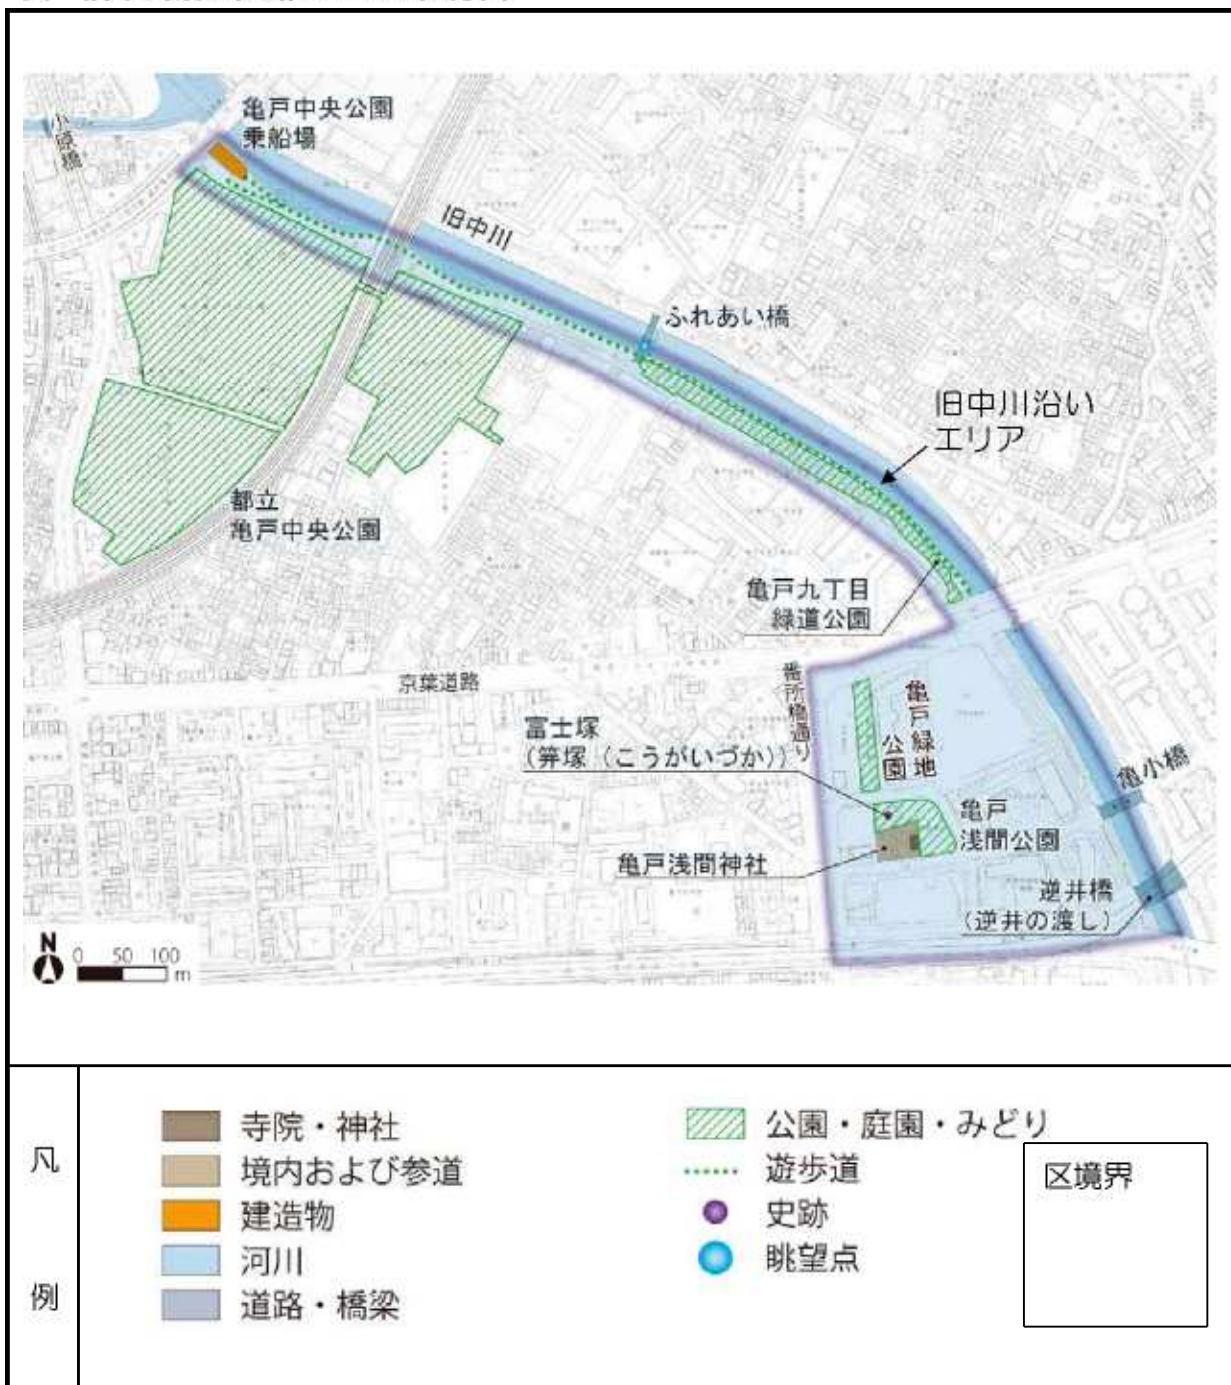 亀戸中央公園
乗船場
小原橋
旧中川
ふれあい橋
旧中川沿い
エリア
都立
亀戸中央公園
亀戸九丁目
緑道公園
京葉道路
番所橋通り
富士塚
(笄塚(こうがいづか))
亀戸緑地
公園
亀小橋
亀戸
浅間公園
亀戸浅間神社
逆井橋
(逆井の渡し)
N
0 50 100
m
凡
例
寺院・神社
境内および参道
建造物
河川
道路・橋梁
公園・庭園・みどり
遊歩道
史跡
眺望点
区境界